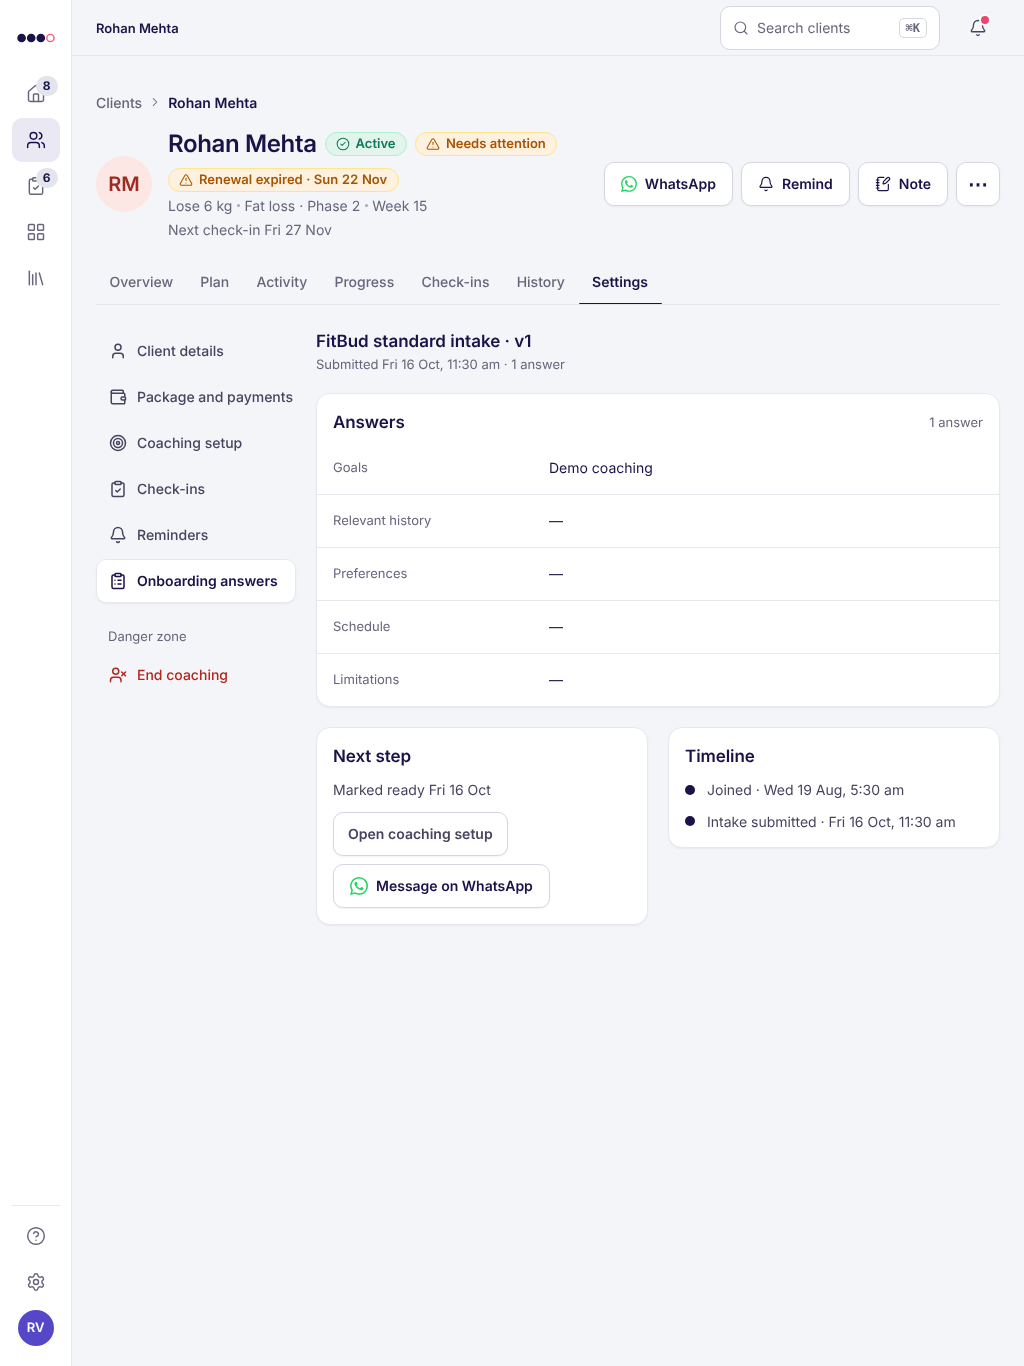 Rohan Mehta
Search clients
⌘K
8
6
Clients
Rohan Mehta
RM
Rohan Mehta
Active
Needs attention
Renewal expired · Sun 22 Nov
Lose 6 kg · Fat loss · Phase 2 · Week 15
Next check-in Fri 27 Nov
WhatsApp
Remind
Note
Overview
Plan
Activity
Progress
Check-ins
History
Settings
Client details
Package and payments
Coaching setup
Check-ins
Reminders
Onboarding answers
Danger zone
End coaching
FitBud standard intake · v1
Submitted Fri 16 Oct, 11:30 am · 1 answer
Answers
1 answer
Goals
Demo coaching
Relevant history
—
Preferences
—
Schedule
—
Limitations
—
Next step
Marked ready Fri 16 Oct
Open coaching setup
Message on WhatsApp
Timeline
Joined · Wed 19 Aug, 5:30 am
Intake submitted · Fri 16 Oct, 11:30 am
RV